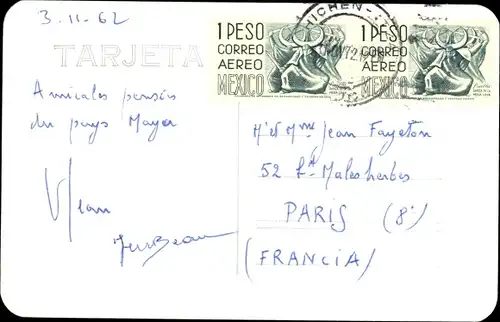 3.11.62
TARJETA
1 PESO
CORREO
AEREO
MEXICO
1 PESO
CORREO
AEREO
MEXICO
Amicales pensées
du pays Maya
Jean
M' et Mme Jean Fayeton
52 Bd Malesherbes
PARIS (8e)
(FRANCIA)